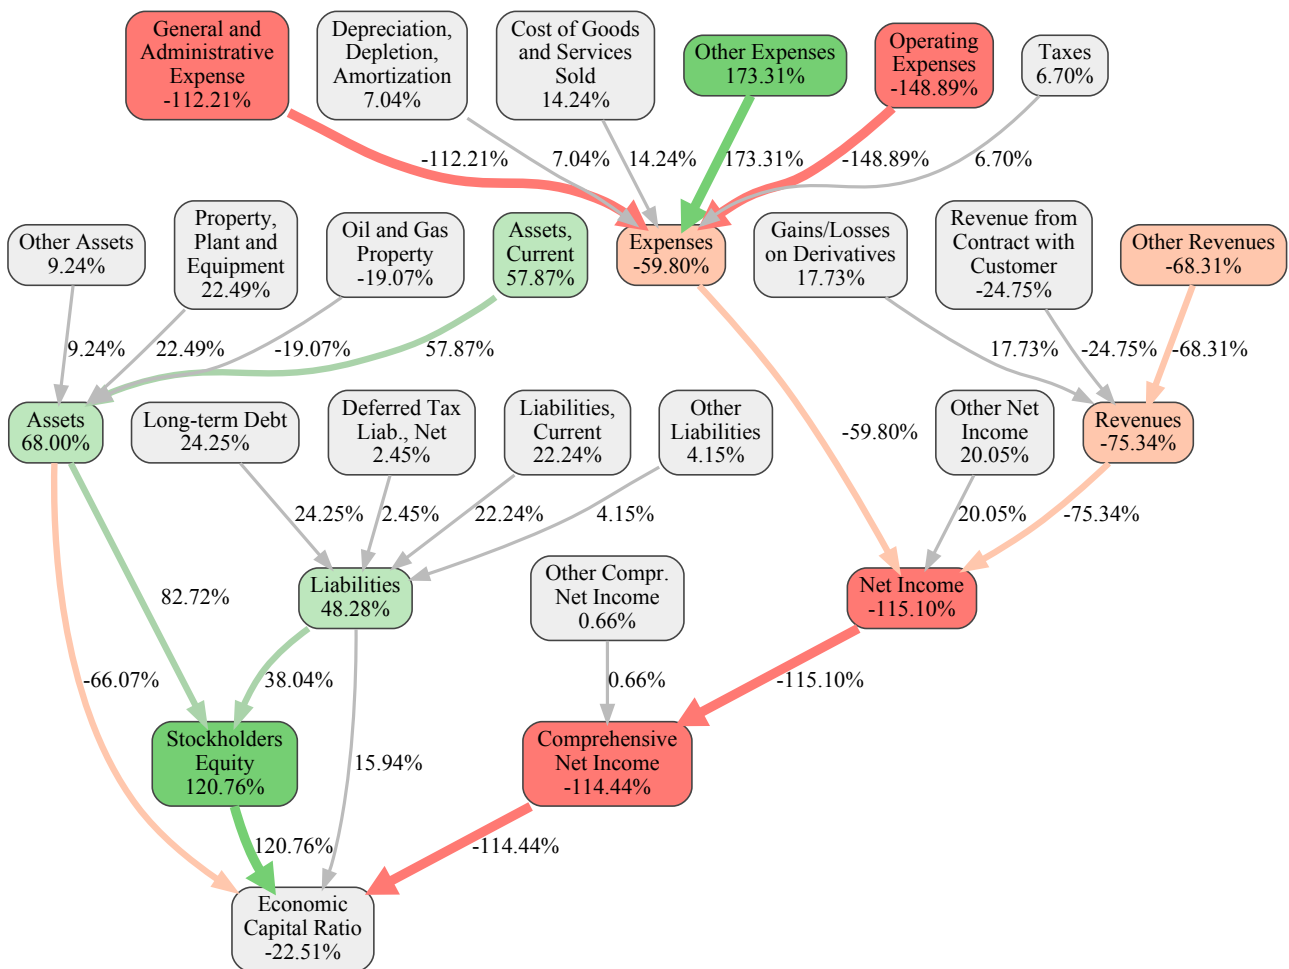 General and
Administrative
Expense
-112.21%
Depreciation,
Depletion,
Amortization
7.04%
Cost of Goods
and Services
Sold
14.24%
Other Expenses
173.31%
Operating
Expenses
-148.89%
Taxes
6.70%
-112.21%
7.04%
14.24%
173.31%
-148.89%
6.70%
Other Assets
9.24%
Property,
Plant and
Equipment
22.49%
Oil and Gas
Property
-19.07%
Assets,
Current
57.87%
Expenses
-59.80%
Gains/Losses
on Derivatives
17.73%
Revenue from
Contract with
Customer
-24.75%
Other Revenues
-68.31%
9.24%
22.49%
-19.07%
57.87%
17.73%
-24.75%
-68.31%
Assets
68.00%
Long-term Debt
24.25%
Deferred Tax
Liab., Net
2.45%
Liabilities,
Current
22.24%
Other
Liabilities
4.15%
-59.80%
Other Net
Income
20.05%
Revenues
-75.34%
24.25%
2.45%
22.24%
4.15%
20.05%
-75.34%
82.72%
Liabilities
48.28%
Other Compr.
Net Income
0.66%
Net Income
-115.10%
-66.07%
38.04%
0.66%
-115.10%
Stockholders
Equity
120.76%
15.94%
Comprehensive
Net Income
-114.44%
120.76%
-114.44%
Economic
Capital Ratio
-22.51%